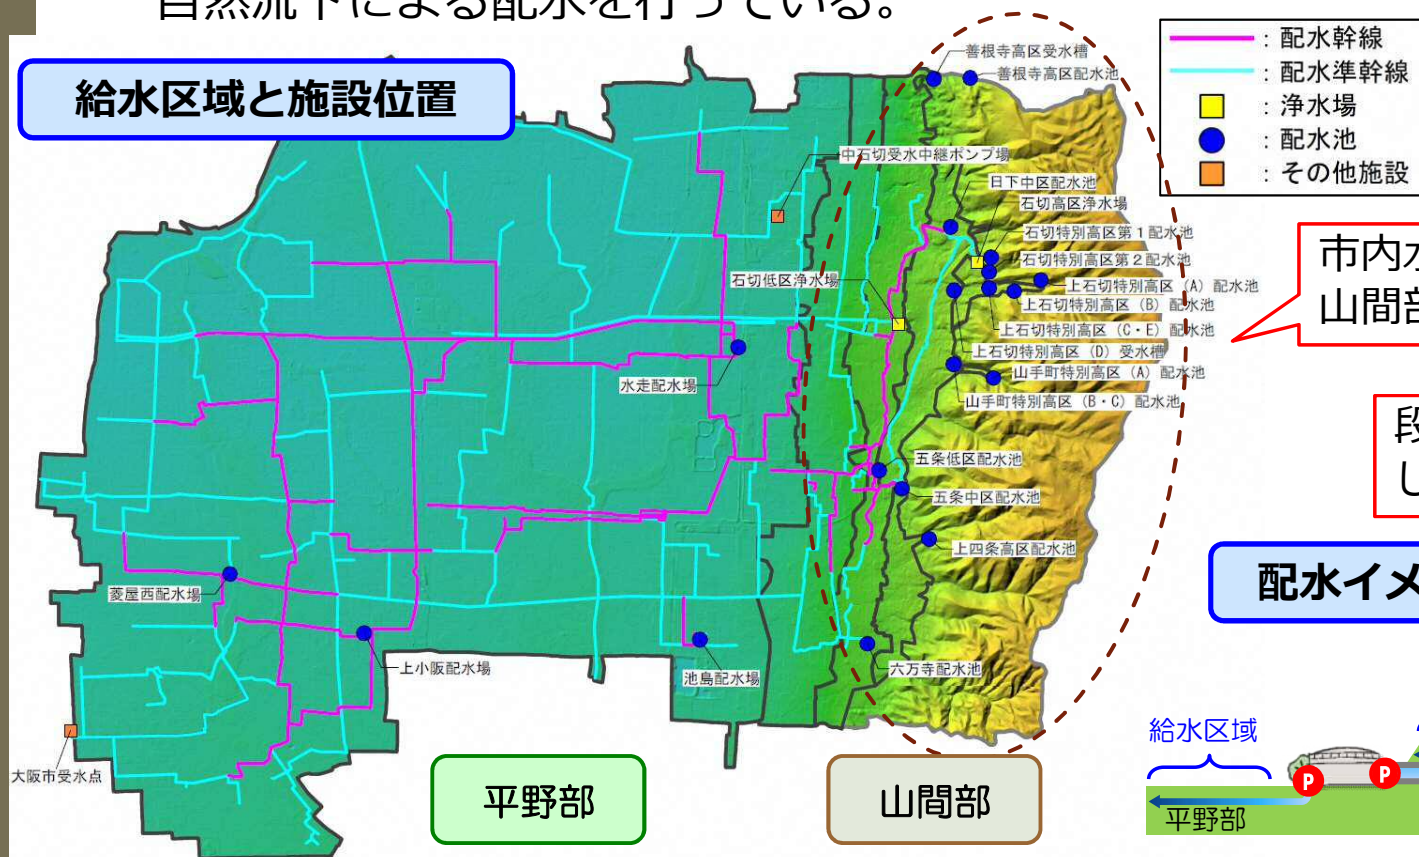 自然流下による配水を行っている。
給水区域と施設位置
:配水幹線
:配水準幹線
:浄水場
:配水池
:その他施設
善根寺高区受水槽
善根寺高区配水池
中石切受水中継ポンプ場
日下中区配水池
石切高区浄水場
石切特別高区第1配水池
石切特別高区第2配水池
石切低区浄水場
上石切特別高区(A)配水池
上石切特別高区(B)配水池
上石切特別高区(C・E)配水池
上石切特別高区(D)受水槽
山手町特別高区(A)配水池
山手町特別高区(B・C)配水池
水走配水場
五条低区配水池
五条中区配水池
上四条高区配水池
菱屋西配水場
上小阪配水場
池島配水場
六万寺配水池
大阪市受水点
平野部
山間部
市内
山間
段
し
配水イメ
給水区域
P
P
平野部